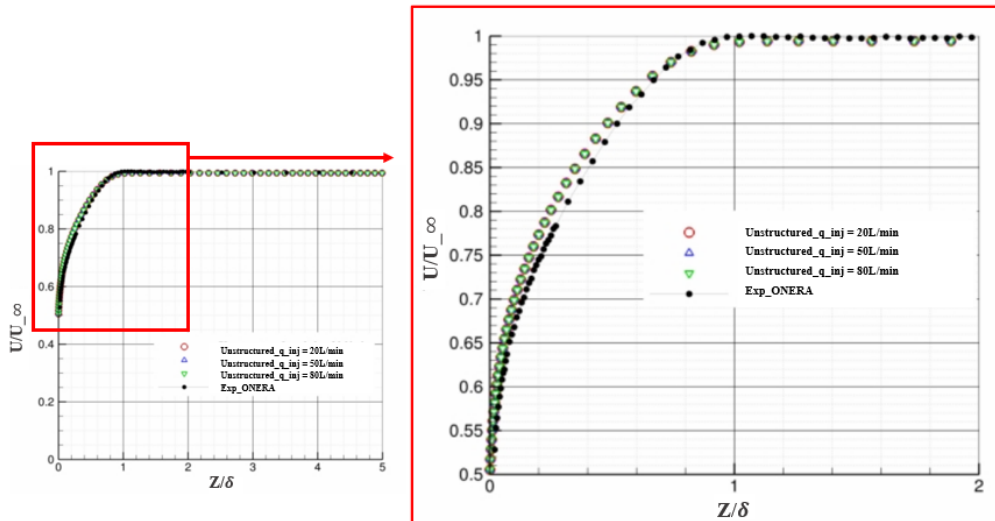 1
0.8
0.6
0.4
0.2
0
U/U_∞
Unstructured_q_inj = 20L/min
Unstructured_q_inj = 50L/min
Unstructured_q_inj = 80L/min
Exp_ONERA
0 1 2 3 4 5
Z/δ
1
0.95
0.9
0.85
0.8
0.75
0.7
0.65
0.6
0.55
0.5
U/U_∞
Unstructured_q_inj = 20L/min
Unstructured_q_inj = 50L/min
Unstructured_q_inj = 80L/min
Exp_ONERA
0 1 2
Z/δ